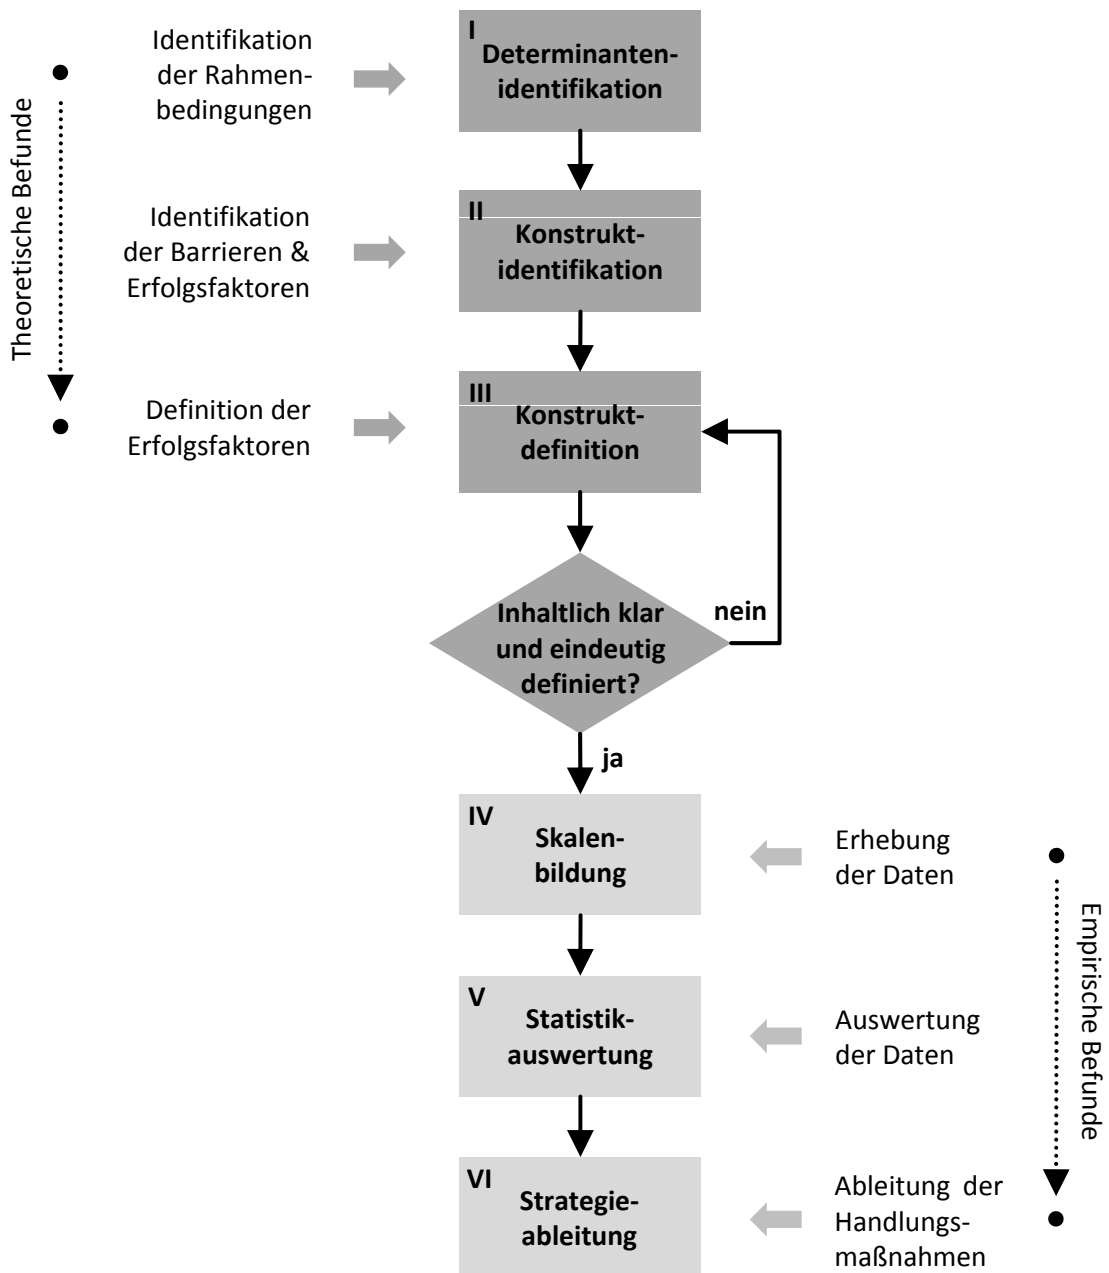 Theoretische Befunde
Identifikation
der Rahmen-
bedingungen
I
Determinanten-
identifikation
Identifikation
der Barrieren &
Erfolgsfaktoren
II
Konstrukt-
identifikation
Definition der
Erfolgsfaktoren
III
Konstrukt-
definition
Inhaltlich klar
und eindeutig
definiert?
nein
ja
IV
Skalen-
bildung
Erhebung
der Daten
Empirische Befunde
V
Statistik-
auswertung
Auswertung
der Daten
VI
Strategie-
ableitung
Ableitung der
Handlungs-
maßnahmen